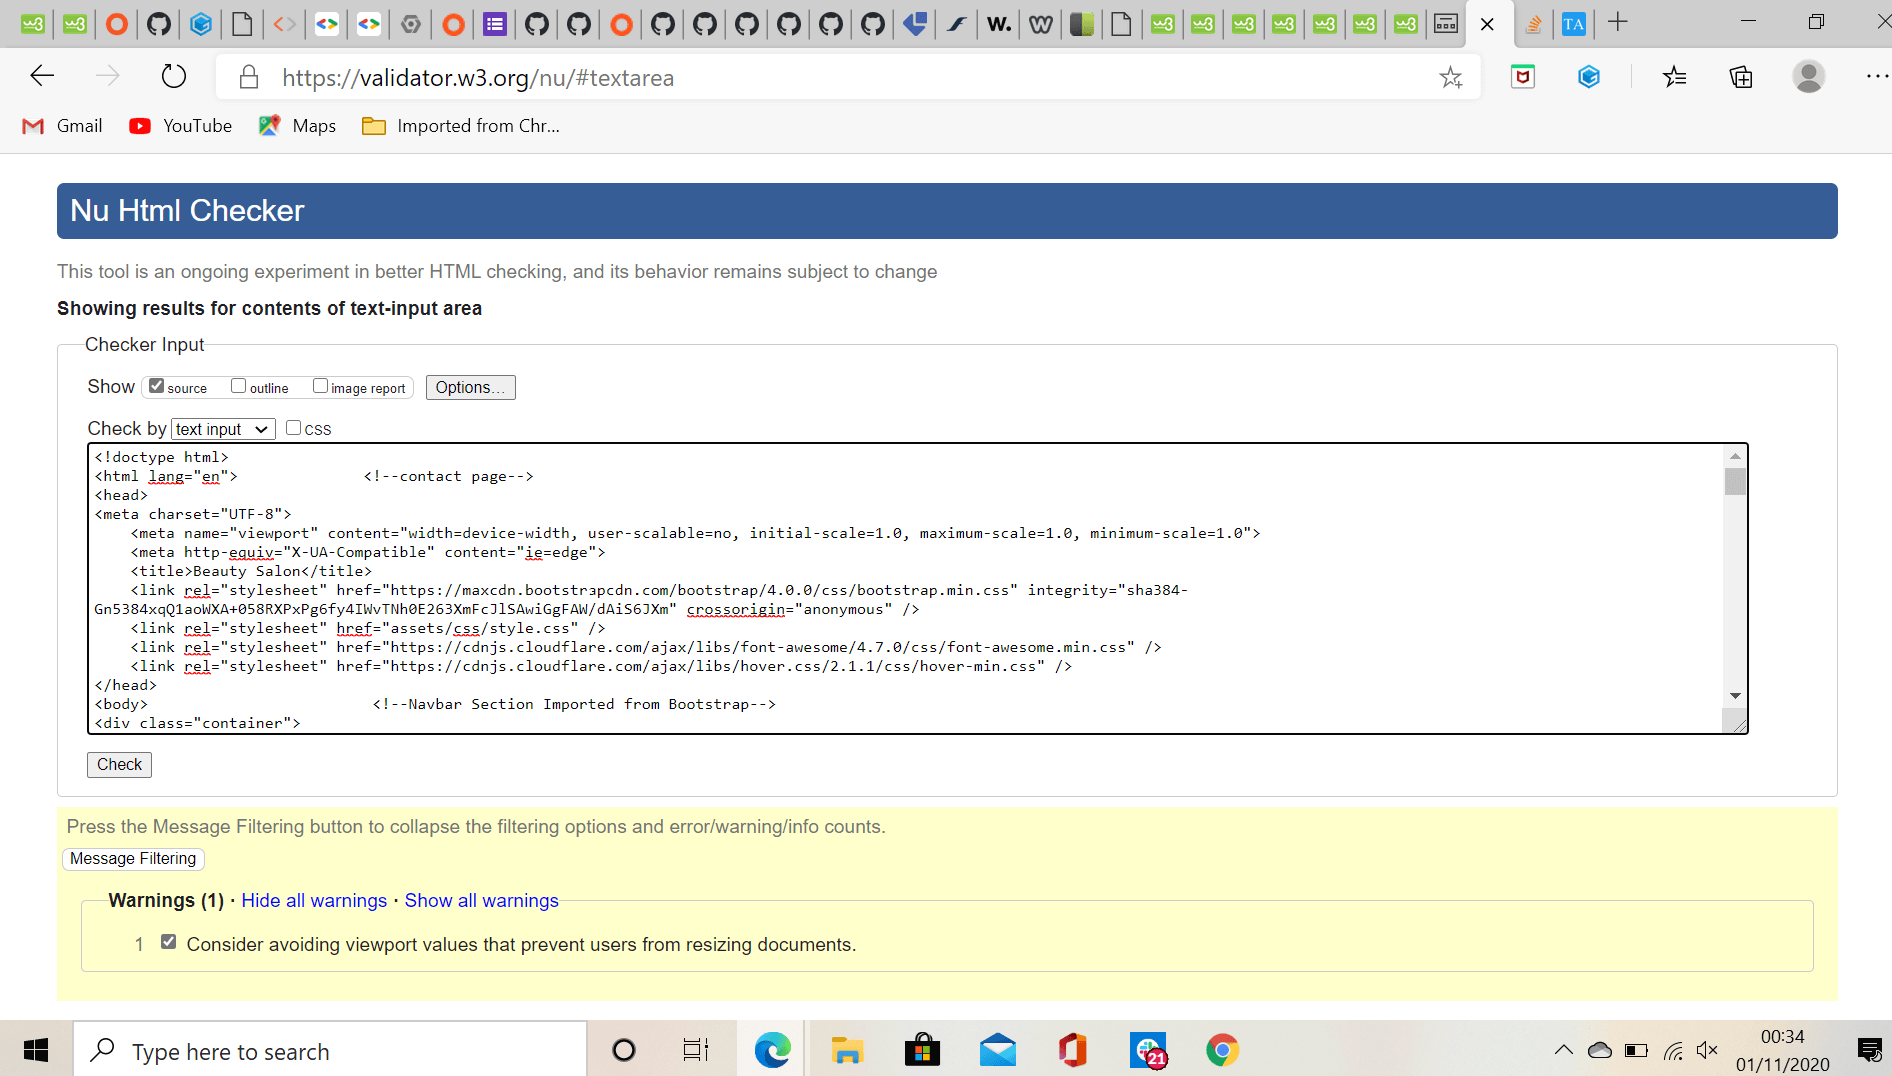 https://validator.w3.org/nu/#textarea
Gmail YouTube Maps Imported from Chr...
Nu Html Checker
This tool is an ongoing experiment in better HTML checking, and its behavior remains subject to change
Showing results for contents of text-input area
Checker Input
Show source outline image report Options...
Check by text input css
<!doctype html>
<html lang="en"> <!--contact page-->
<head>
<meta charset="UTF-8">
<meta name="viewport" content="width=device-width, user-scalable=no, initial-scale=1.0, maximum-scale=1.0, minimum-scale=1.0">
<meta http-equiv="X-UA-Compatible" content="ie=edge">
<title>Beauty Salon</title>
<link rel="stylesheet" href="https://maxcdn.bootstrapcdn.com/bootstrap/4.0.0/css/bootstrap.min.css" integrity="sha384-
Gn5384xqQ1aoWXA+058RXPxPg6fy4IWvTNh0E263XmFcJlSAwiGgFAW/dAiS6JXm" crossorigin="anonymous" />
<link rel="stylesheet" href="assets/css/style.css" />
<link rel="stylesheet" href="https://cdnjs.cloudflare.com/ajax/libs/font-awesome/4.7.0/css/font-awesome.min.css" />
<link rel="stylesheet" href="https://cdnjs.cloudflare.com/ajax/libs/hover.css/2.1.1/css/hover-min.css" />
</head>
<body> <!--Navbar Section Imported from Bootstrap-->
<div class="container">
Check
Press the Message Filtering button to collapse the filtering options and error/warning/info counts.
Message Filtering
Warnings (1) · Hide all warnings · Show all warnings
1 Consider avoiding viewport values that prevent users from resizing documents.
Type here to search
21
00:34
01/11/2020
W.
TA